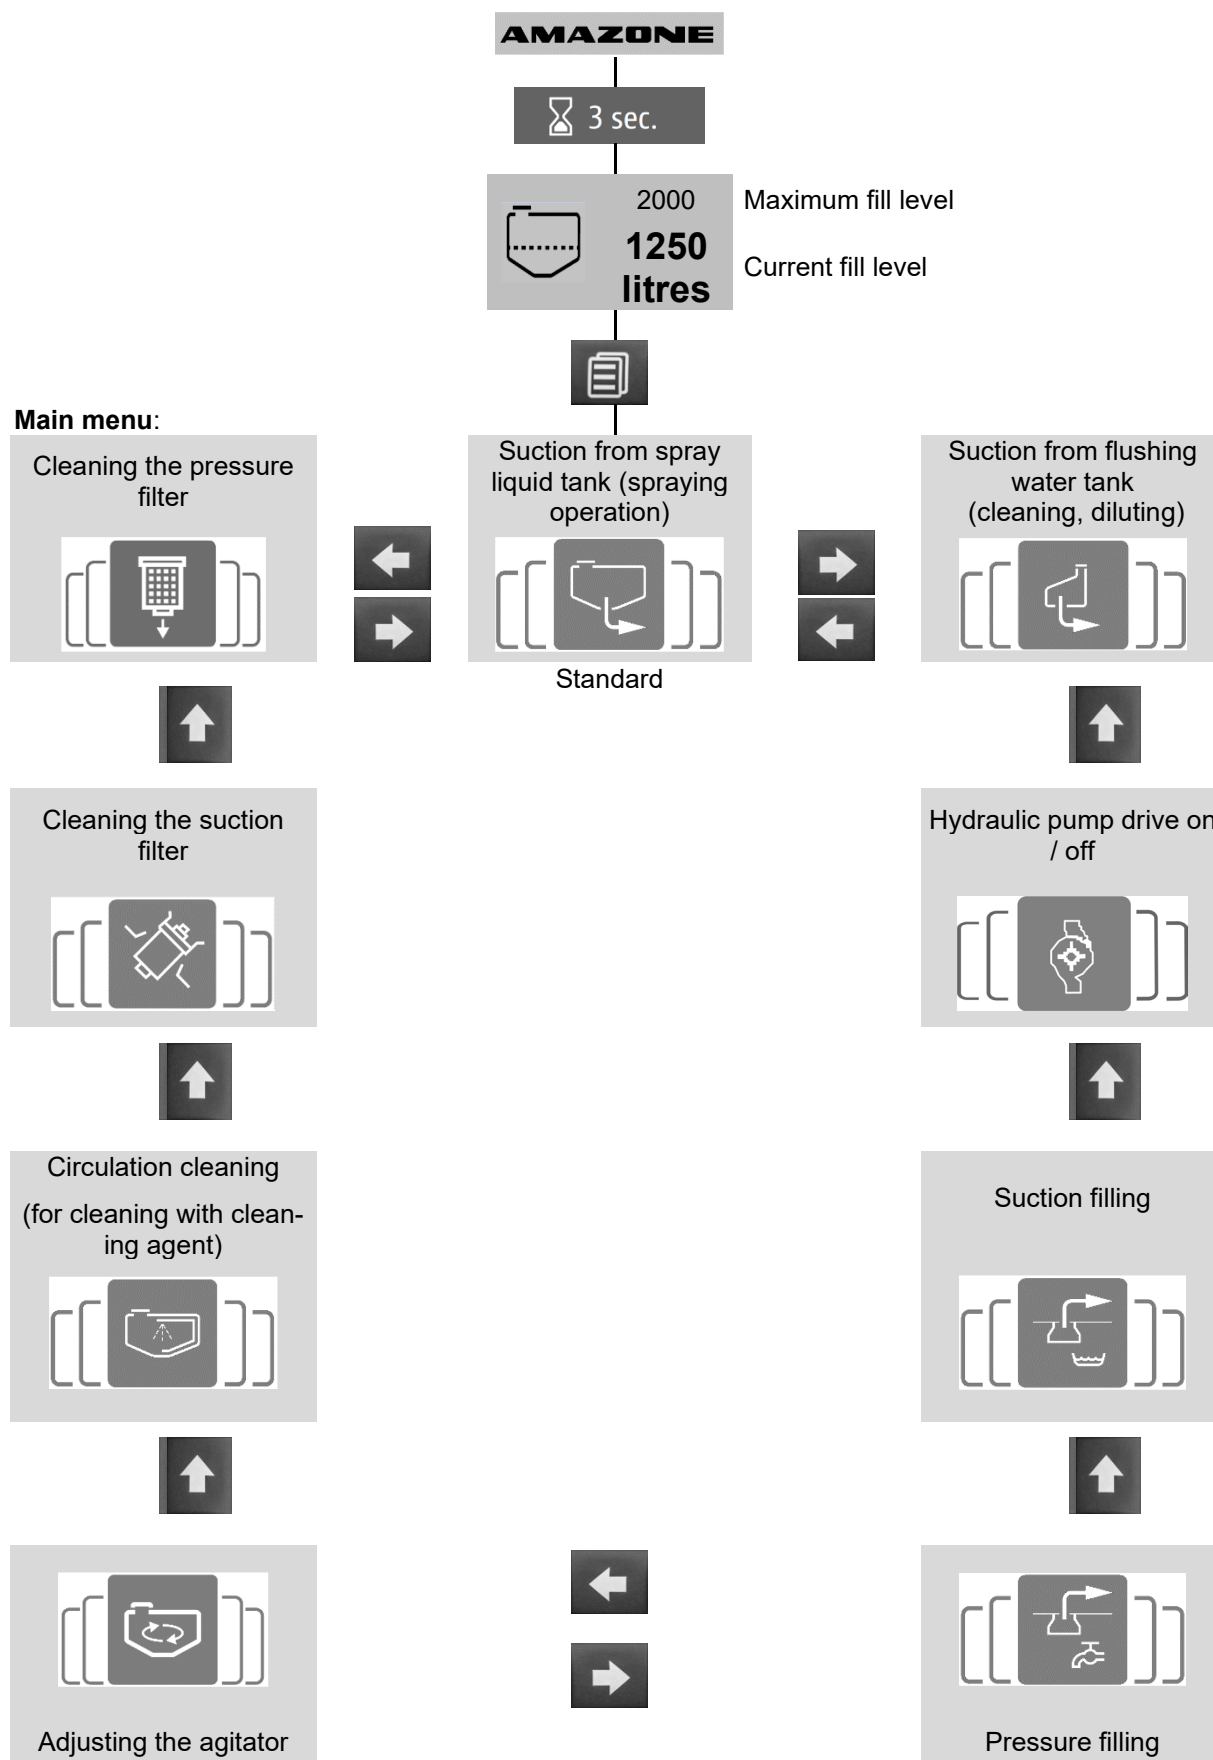 AMAZONE
3 sec.
2000
Maximum fill level
1250
litres
Current fill level
Main menu:
Cleaning the pressure
filter
Suction from spray
liquid tank (spraying
operation)
Standard
Suction from flushing
water tank
(cleaning, diluting)
Cleaning the suction
filter
Hydraulic pump drive on
/ off
Circulation cleaning
(for cleaning with clean-
ing agent)
Suction filling
Adjusting the agitator
Pressure filling